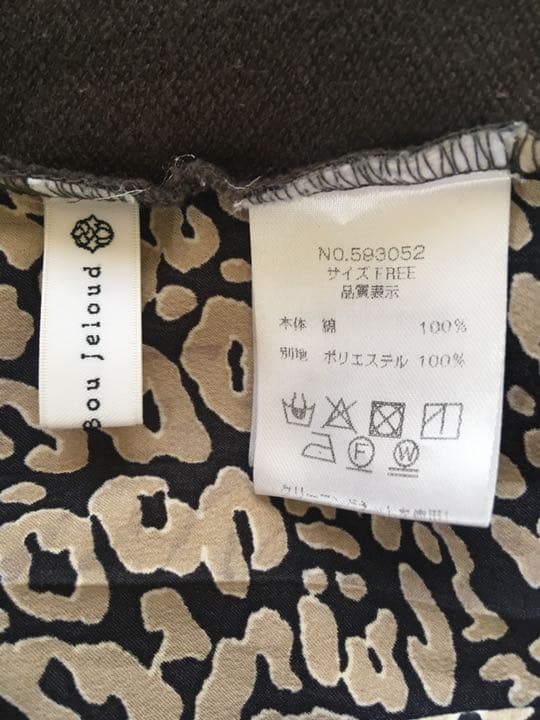 Bou Jeloud
NO.593052
サイズ FREE
品質表示
本体 綿 100%
別地 ポリエステル 100%
F W